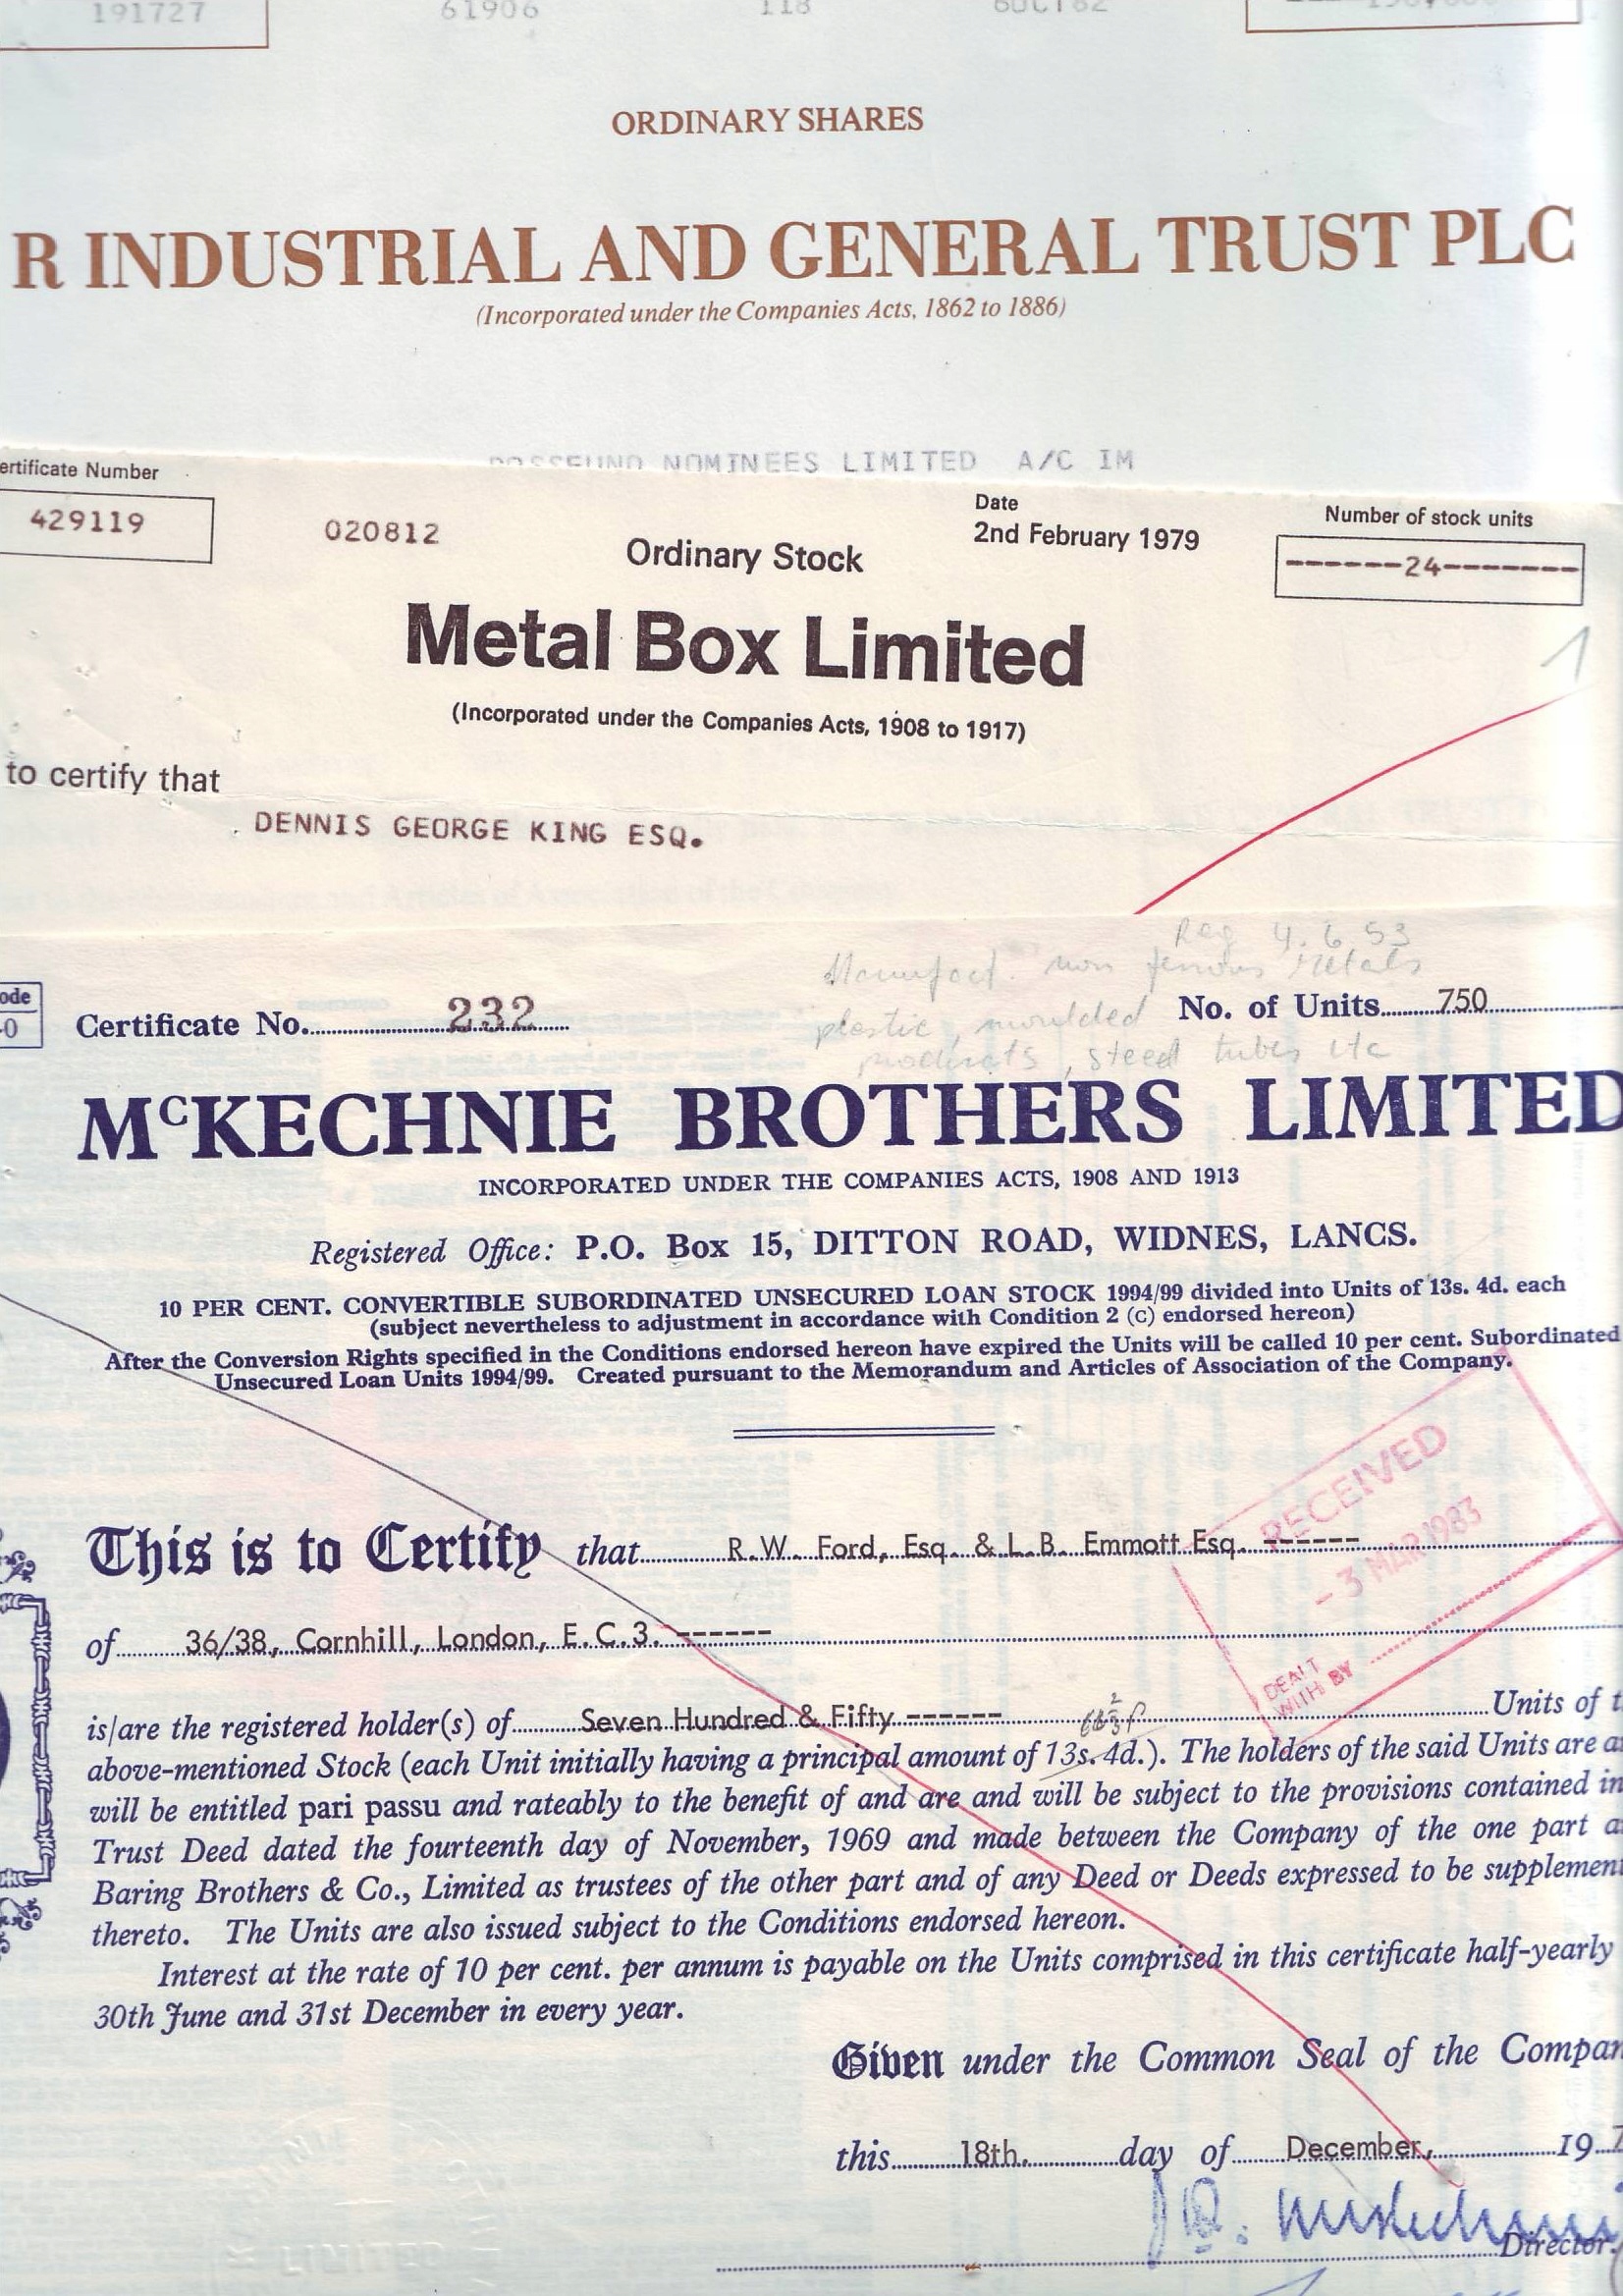 191727 61906 118 6OCT82
ORDINARY SHARES
R INDUSTRIAL AND GENERAL TRUST PLC
(Incorporated under the Companies Acts, 1862 to 1886)
NOMINEES LIMITED A/C IM
ertificate Number
429119
020812
Ordinary Stock
Date
2nd February 1979
Number of stock units
------24-------
Metal Box Limited
(Incorporated under the Companies Acts, 1908 to 1917)
1
to certify that
DENNIS GEORGE KING ESQ.
Reg 4.6.53
Manufact. non ferrous metals
plastic, moulded
products, steel tubes etc
ode
0
Certificate No. 232
No. of Units 750
McKECHNIE BROTHERS LIMITED
INCORPORATED UNDER THE COMPANIES ACTS, 1908 AND 1913
Registered Office: P.O. Box 15, DITTON ROAD, WIDNES, LANCS.
10 PER CENT. CONVERTIBLE SUBORDINATED UNSECURED LOAN STOCK 1994/99 divided into Units of 13s. 4d. each
(subject nevertheless to adjustment in accordance with Condition 2 (c) endorsed hereon)
After the Conversion Rights specified in the Conditions endorsed hereon have expired the Units will be called 10 per cent. Subordinated
Unsecured Loan Units 1994/99. Created pursuant to the Memorandum and Articles of Association of the Company.
RECEIVED
- 3 MAR 1983
DEALT
WITH BY
This is to Certify that R.W. Ford, Esq. & L.B. Emmott Esq. ------
of 36/38, Cornhill, London, E.C.3. ------
is/are the registered holder(s) of Seven Hundred & Fifty ------ 66 2/3p Units of t
above-mentioned Stock (each Unit initially having a principal amount of 13s. 4d.). The holders of the said Units are a
will be entitled pari passu and rateably to the benefit of and are and will be subject to the provisions contained in
Trust Deed dated the fourteenth day of November, 1969 and made between the Company of the one part a
Baring Brothers & Co., Limited as trustees of the other part and of any Deed or Deeds expressed to be supplement
thereto. The Units are also issued subject to the Conditions endorsed hereon.
Interest at the rate of 10 per cent. per annum is payable on the Units comprised in this certificate half-yearly
30th June and 31st December in every year.
Given under the Common Seal of the Compan
this 18th. day of December, 19 7
Director.
LIMITED